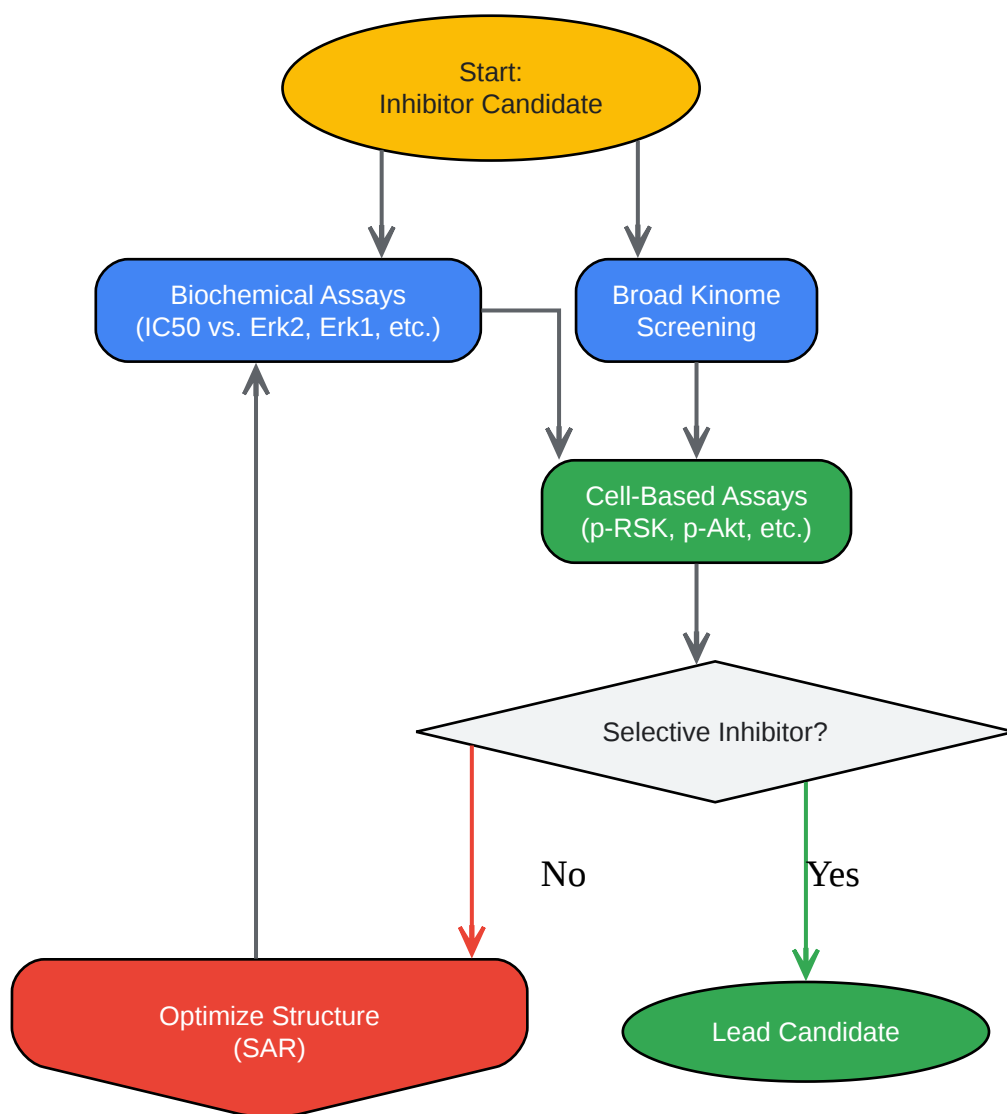 Start:
Inhibitor Candidate
Biochemical Assays
(IC50 vs. Erk2, Erk1, etc.)
Broad Kinome
Screening
Cell-Based Assays
(p-RSK, p-Akt, etc.)
Selective Inhibitor?
No
Yes
Optimize Structure
(SAR)
Lead Candidate